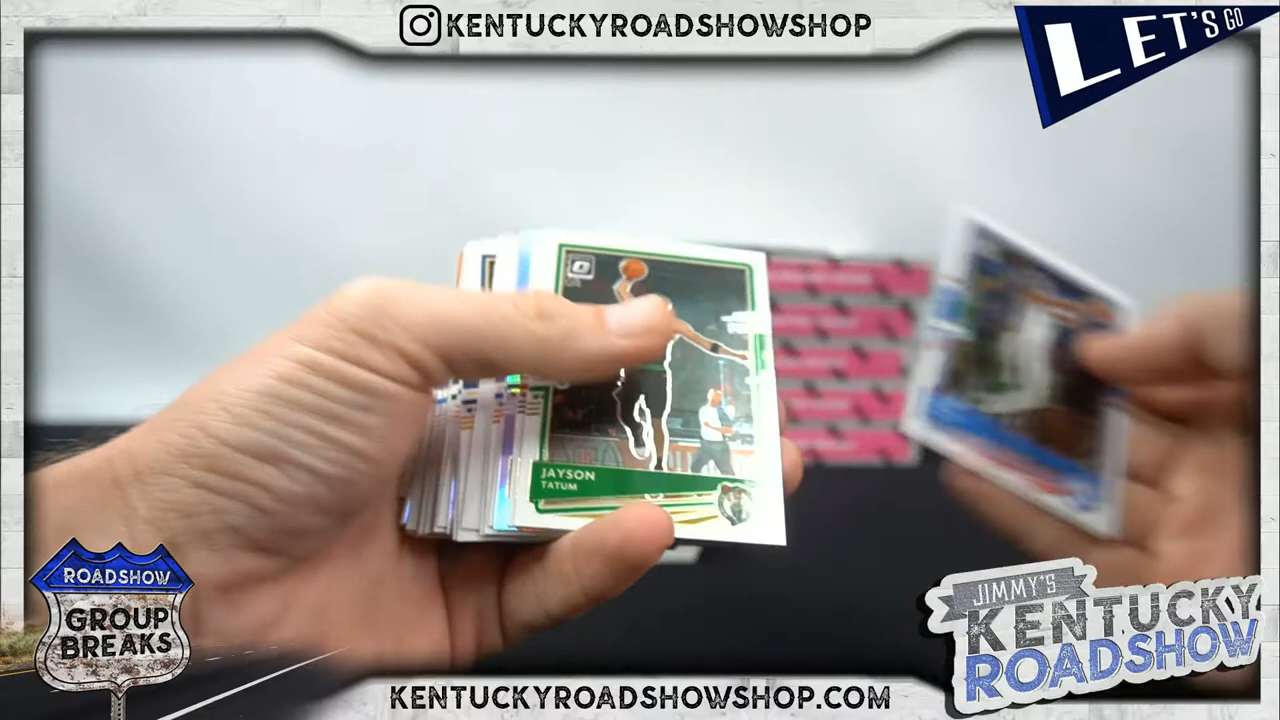 KENTUCKYROADSHOWSHOP
LET'S GO
JAYSON
TATUM
ROADSHOW
GROUP
BREAKS
JIMMY'S
KENTUCKY
ROADSHOW
KENTUCKYROADSHOWSHOP.COM